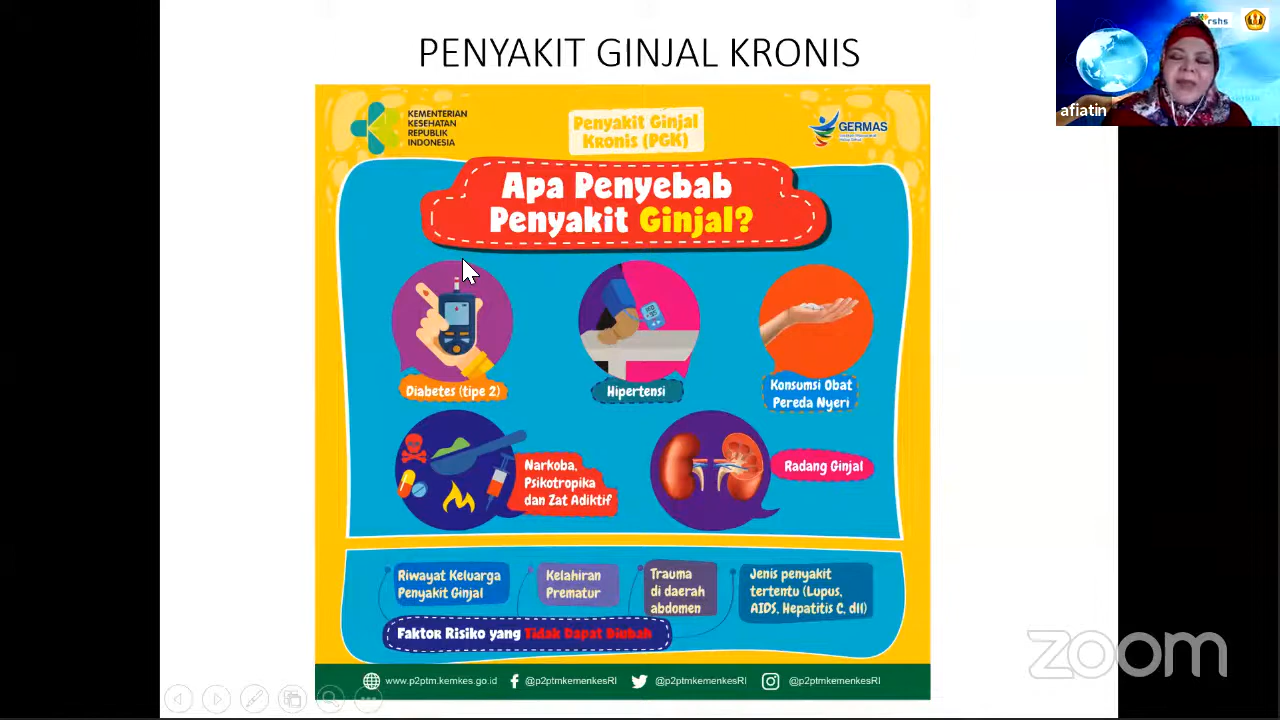 PENYAKIT GINJAL KRONIS
rshs
afiatin
KEMENTERIAN
KESEHATAN
REPUBLIK
INDONESIA
Penyakit Ginjal
Kronis (PGK)
GERMAS
Apa Penyebab
Penyakit Ginjal?
Diabetes (tipe 2)
Hipertensi
Konsumsi Obat
Pereda Nyeri
Narkoba,
Psikotropika
dan Zat Adiktif
Radang Ginjal
Riwayat Keluarga
Penyakit Ginjal
Kelahiran
Prematur
Trauma
di daerah
abdomen
Jenis penyakit
tertentu (Lupus,
AIDS, Hepatitis C, dll)
Faktor Risiko yang Tidak Dapat Diubah
www.p2ptm.kemkes.go.id
@p2ptmkemenkesRI
@p2ptmkemenkesRI
@p2ptmkemenkesRI
zoom